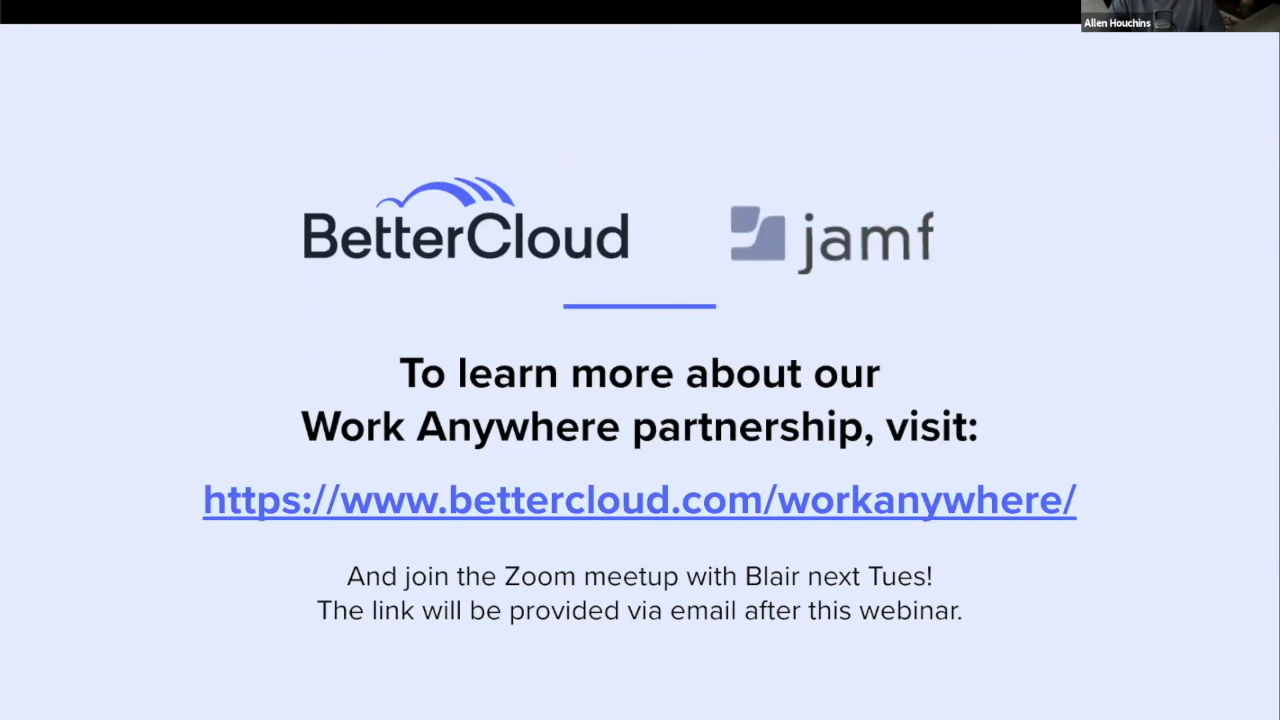 Allen Houchins
BetterCloud
jamf
To learn more about our
Work Anywhere partnership, visit:
https://www.bettercloud.com/workanywhere/
And join the Zoom meetup with Blair next Tues!
The link will be provided via email after this webinar.